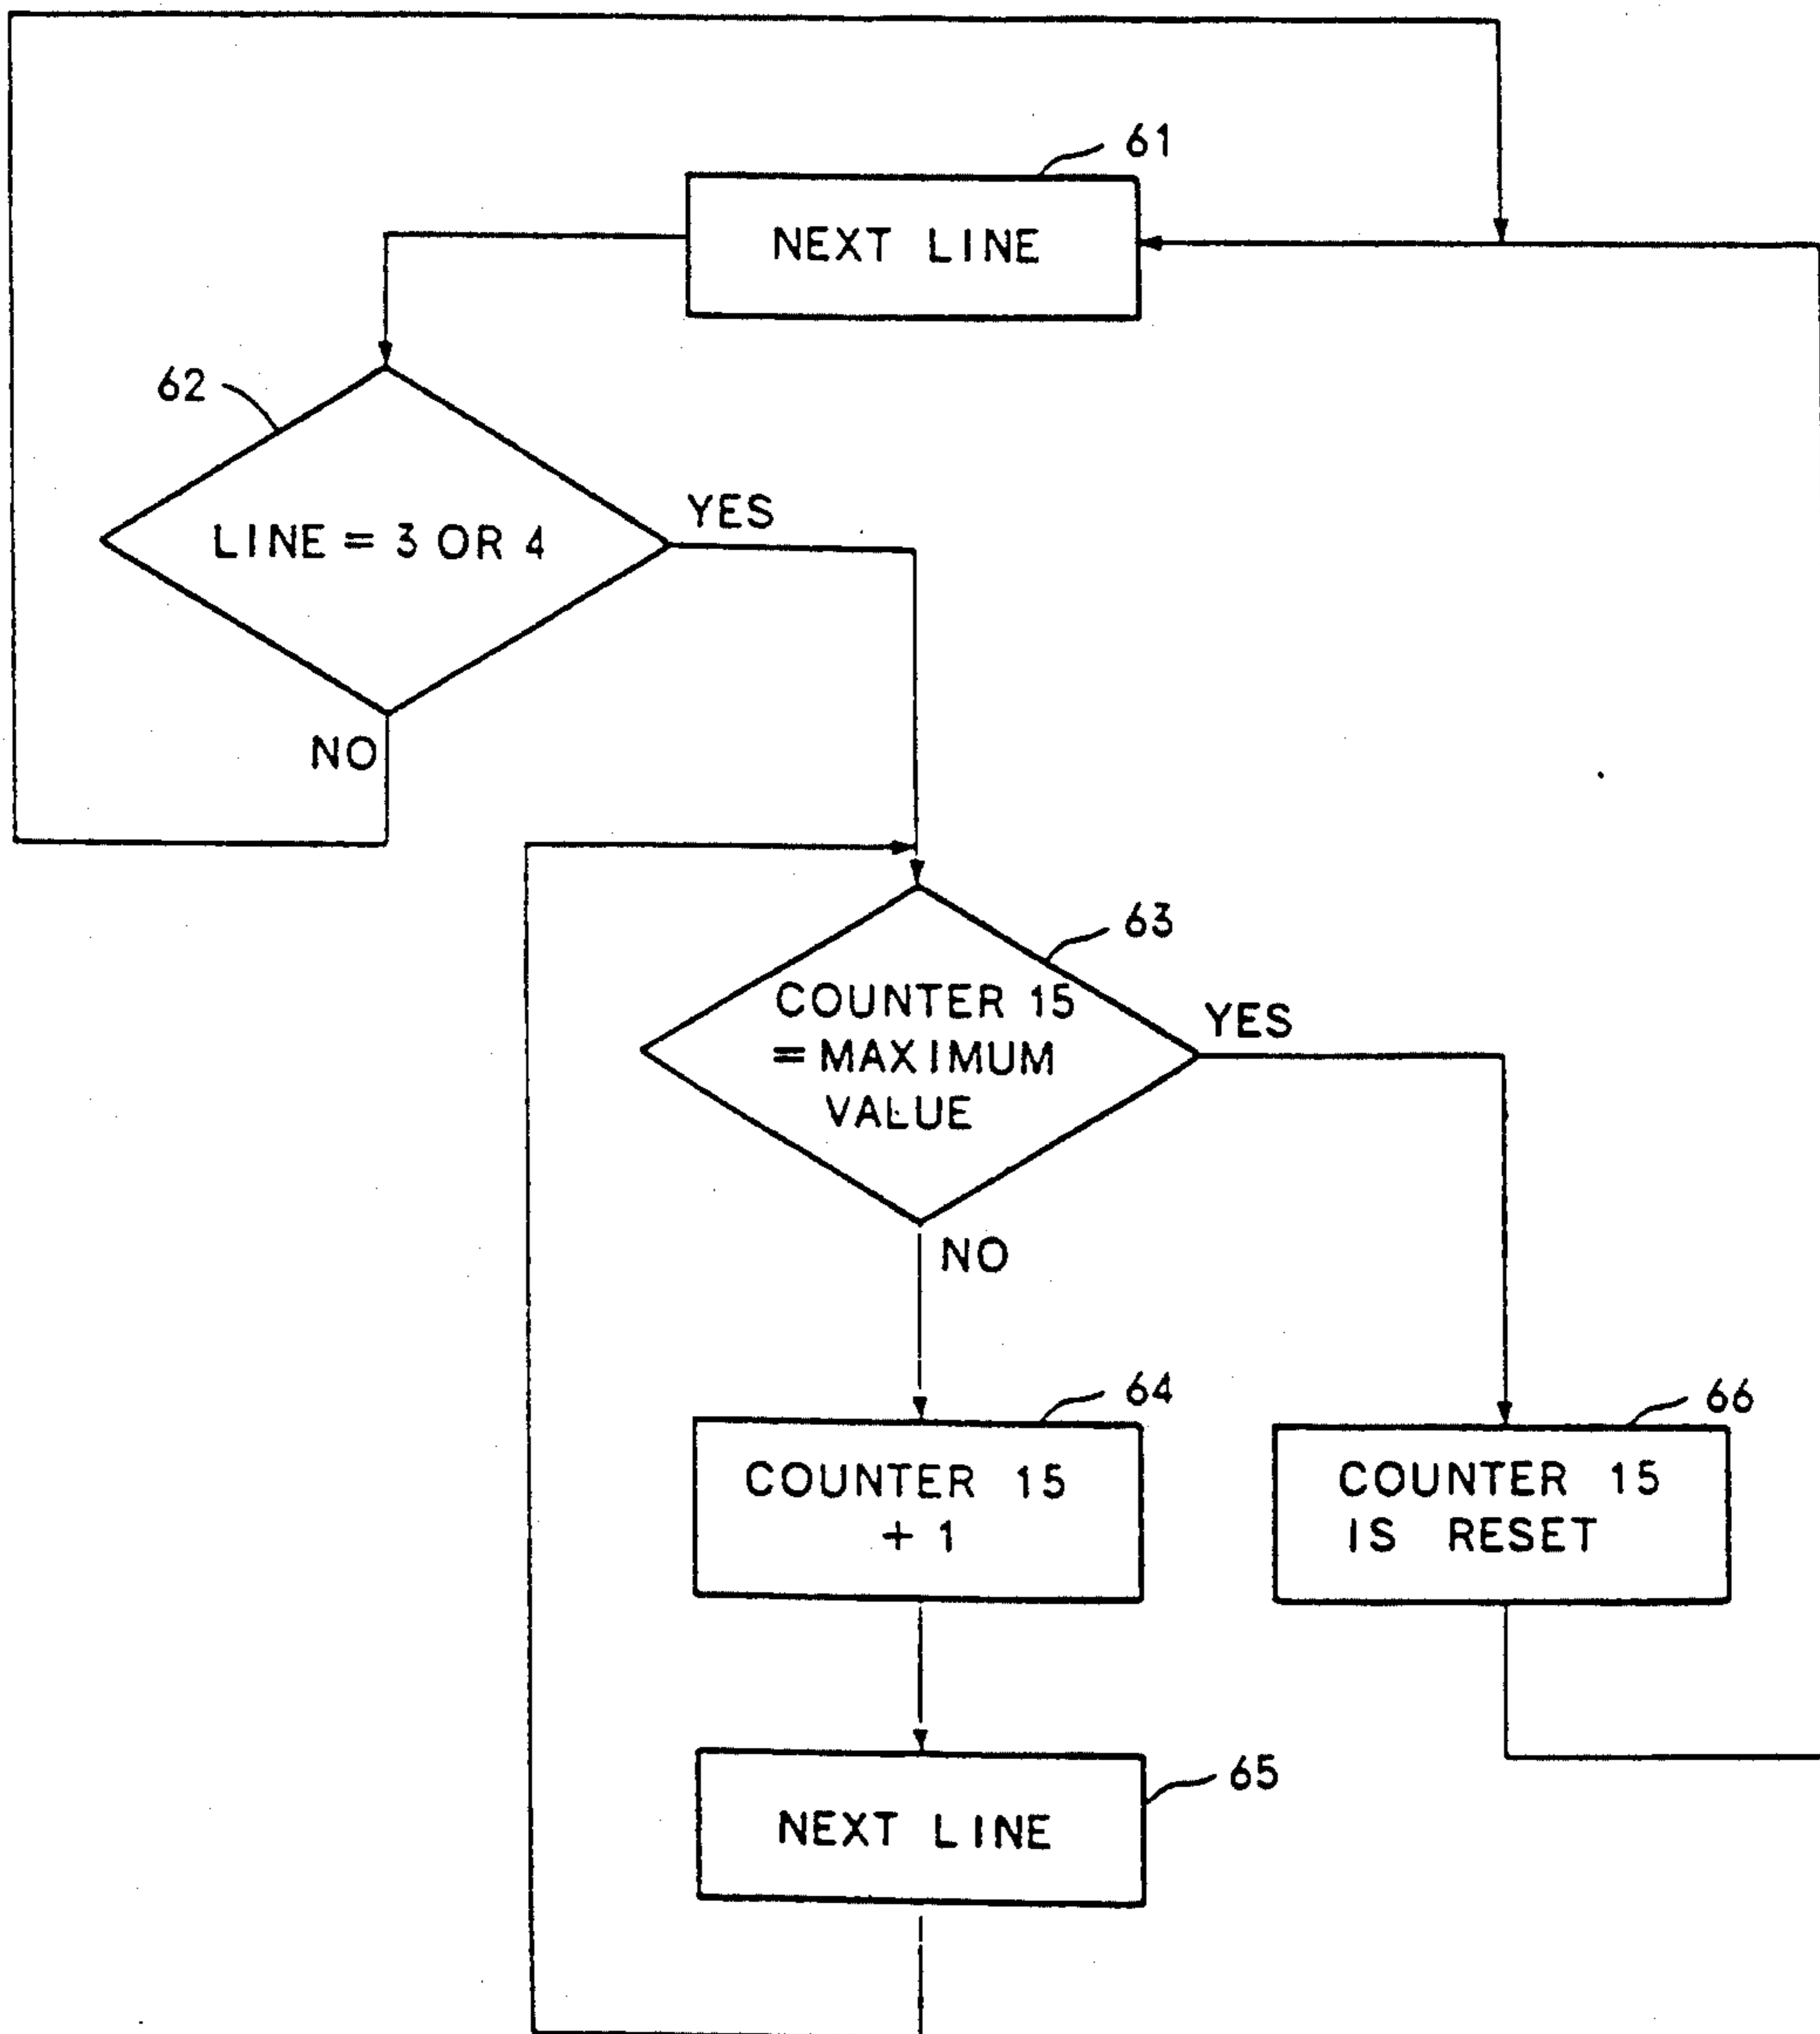 61
NEXT LINE
62
LINE = 3 OR 4
YES
NO
63
COUNTER 15
= MAXIMUM
VALUE
YES
NO
64
COUNTER 15
+ 1
66
COUNTER 15
IS RESET
65
NEXT LINE